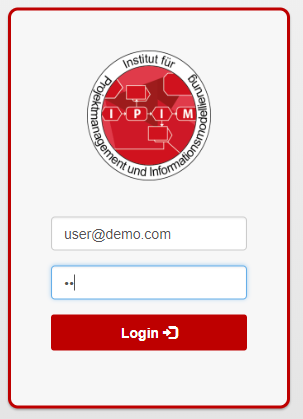 Institut für
Projektmanagement und Informationsmodellierung
I P I M
user@demo.com
••
Login